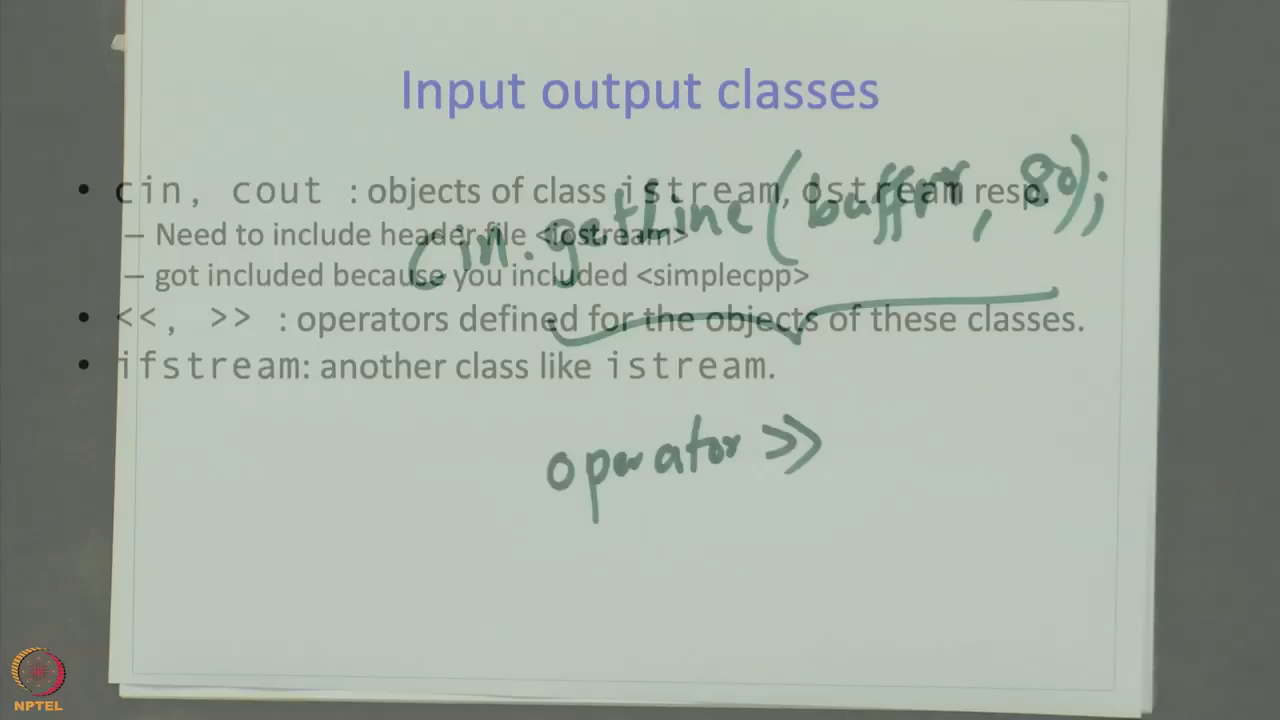 Input output classes
• cin, cout : objects of class istream, ostream resp.
– Need to include header file <iostream>
– got included because you included <simplecpp>
• <<, >> : operators defined for the objects of these classes.
• ifstream: another class like istream.
cin.getLine(buffer, 80);
operator >>
NPTEL